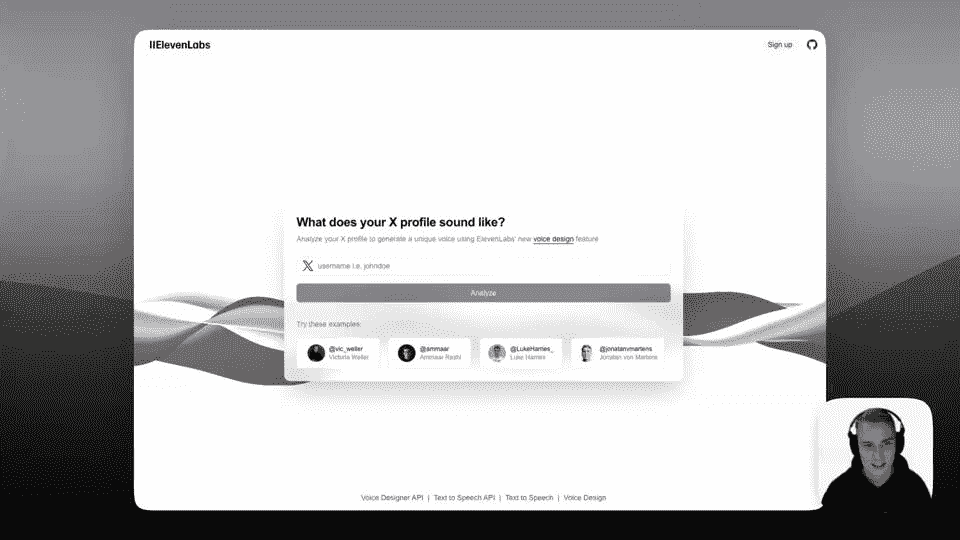 IIElevenLabs
Sign up
What does your X profile sound like?
Analyze your X profile to generate a unique voice using ElevenLabs' new voice design feature
username i.e. johndoe
Analyze
Try these examples:
@vic_weller
Victoria Weller
@ammaar
Ammaar Reshi
@LukeHarries_
Luke Harries
@jonatanvmartens
Jonatan von Martens
Voice Designer API | Text to Speech API | Text to Speech | Voice Design